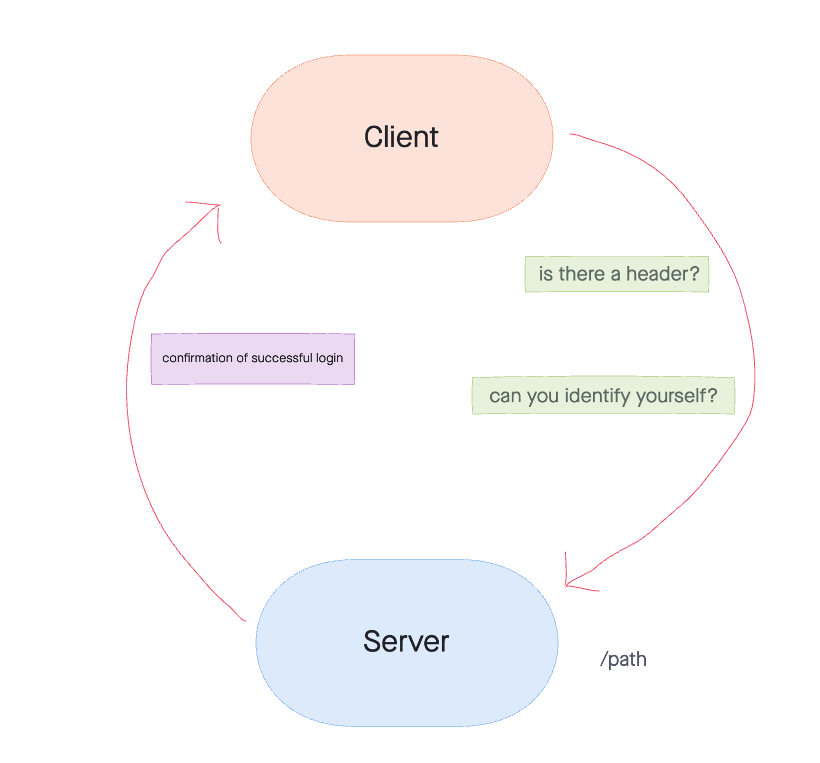 Client
is there a header?
confirmation of successful login
can you identify yourself?
Server
/path